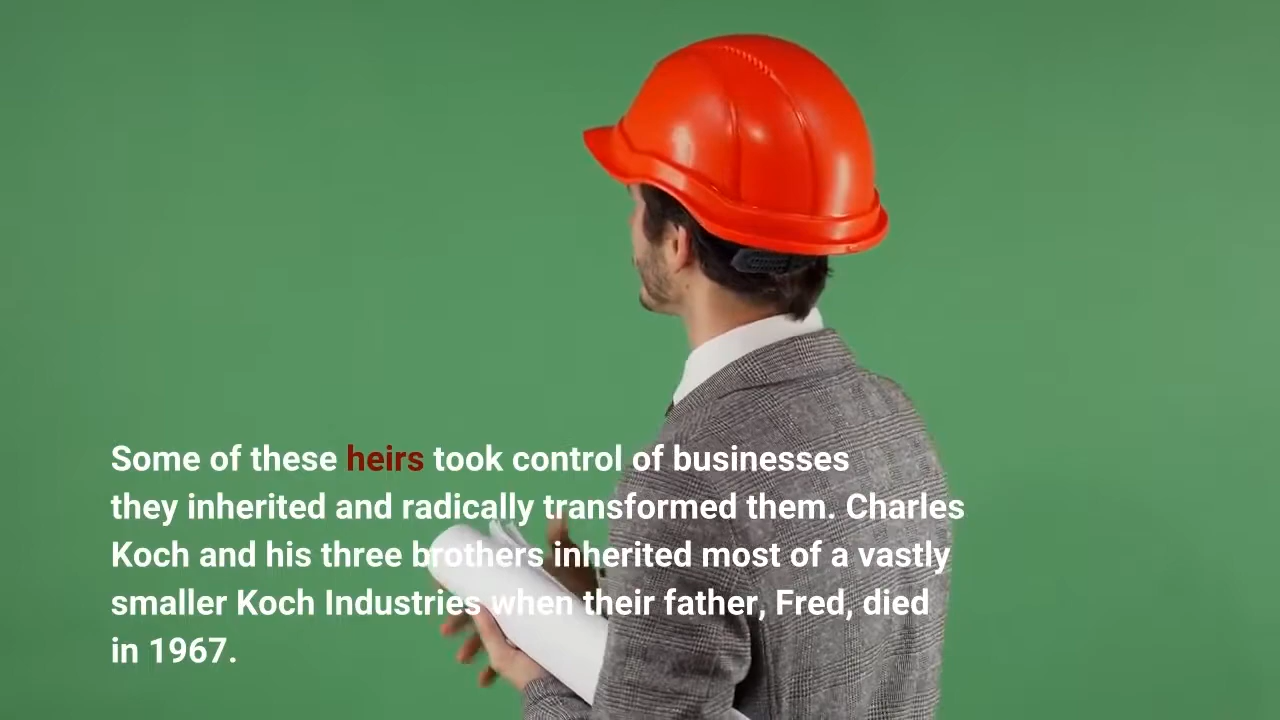 Some of these heirs took control of businesses
they inherited and radically transformed them. Charles
Koch and his three brothers inherited most of a vastly
smaller Koch Industries when their father, Fred, died
in 1967.